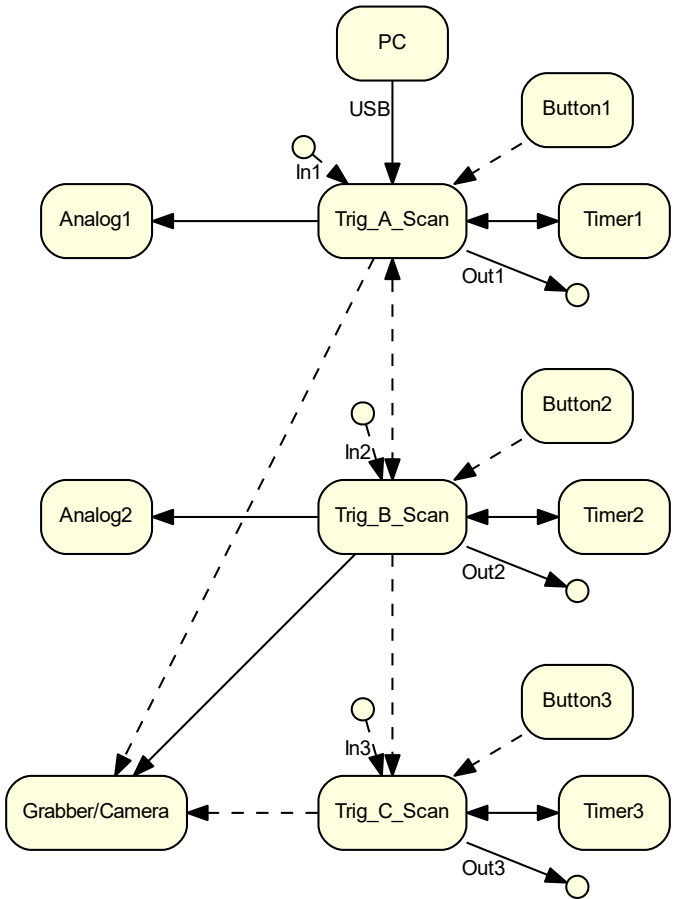 PC
USB
Button1
In1
Analog1
Trig_A_Scan
Timer1
Out1
Button2
In2
Analog2
Trig_B_Scan
Timer2
Out2
Button3
In3
Grabber/Camera
Trig_C_Scan
Timer3
Out3